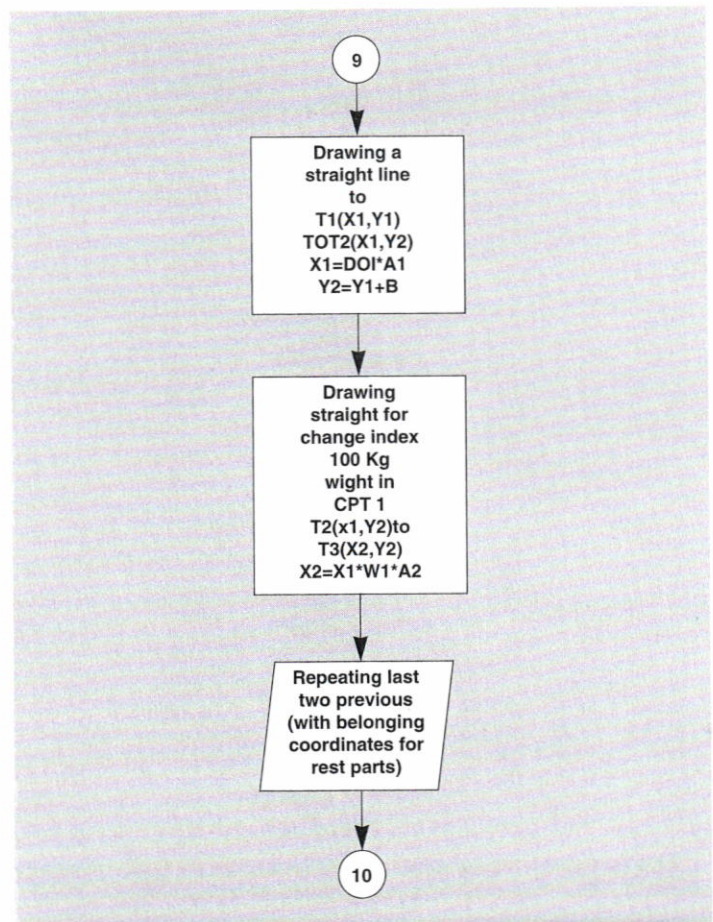 9
Drawing a
straight line
to
T1(X1,Y1)
TOT2(X1,Y2)
X1=DOI*A1
Y2=Y1+B
Drawing
straight for
change index
100 Kg
wight in
CPT 1
T2(x1,Y2)to
T3(X2,Y2)
X2=X1*W1*A2
Repeating last
two previous
(with belonging
coordinates for
rest parts)
10